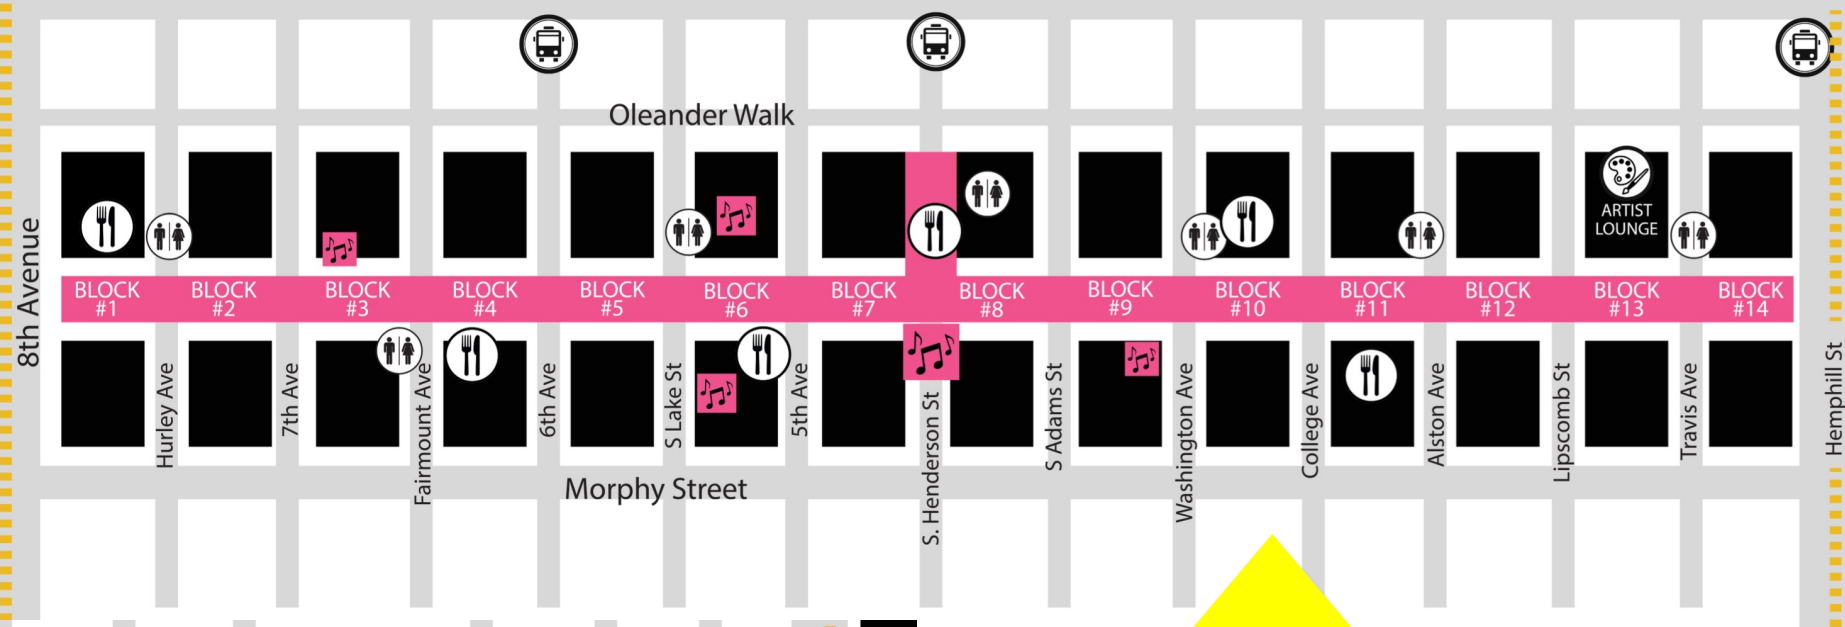 Oleander Walk
8th Avenue
ARTIST
LOUNGE
BLOCK
#1
BLOCK
#2
BLOCK
#3
BLOCK
#4
BLOCK
#5
BLOCK
#6
BLOCK
#7
BLOCK
#8
BLOCK
#9
BLOCK
#10
BLOCK
#11
BLOCK
#12
BLOCK
#13
BLOCK
#14
Hurley Ave
7th Ave
Fairmount Ave
6th Ave
S Lake St
5th Ave
S. Henderson St
S Adams St
Washington Ave
College Ave
Alston Ave
Lipscomb St
Travis Ave
Hemphill St
Morphy Street